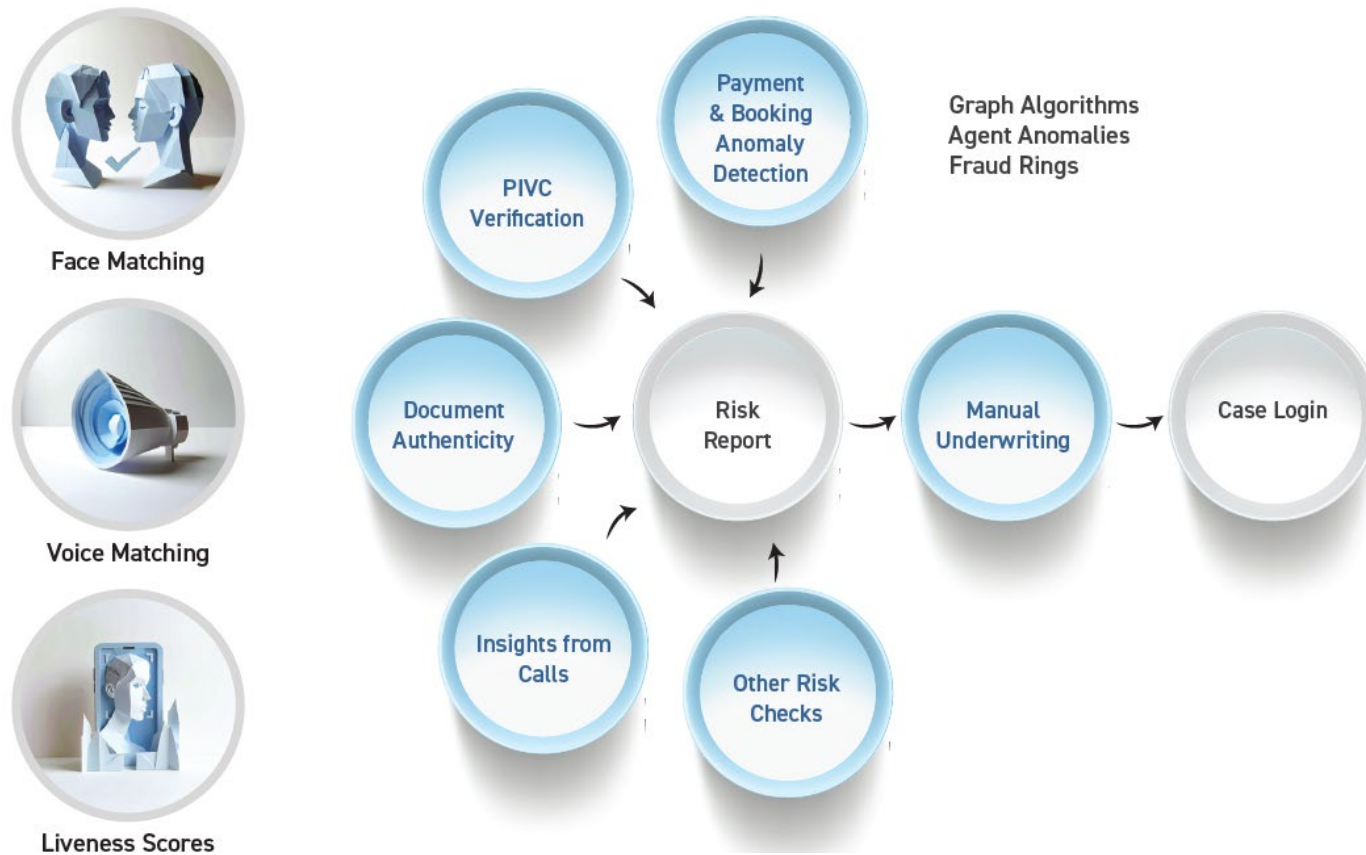 Face Matching
Voice Matching
Liveness Scores
PIVC
Verification
Payment
& Booking
Anomaly
Detection
Graph Algorithms
Agent Anomalies
Fraud Rings
Document
Authenticity
Risk
Report
Manual
Underwriting
Case Login
Insights from
Calls
Other Risk
Checks